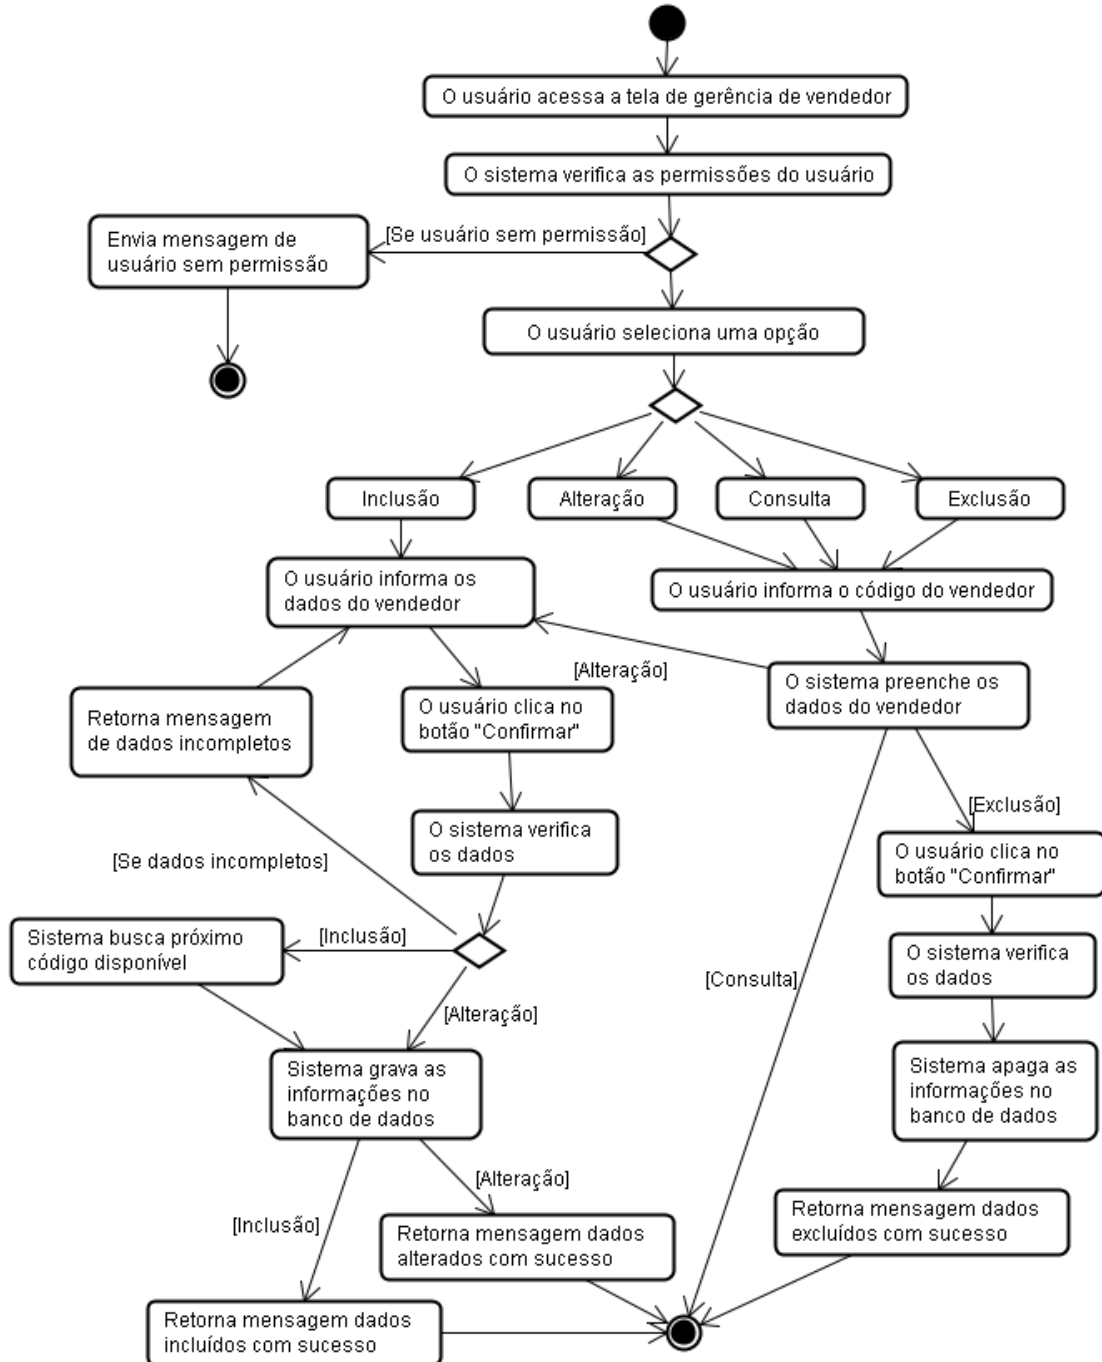 O usuário acessa a tela de gerência de vendedor
O sistema verifica as permissões do usuário
[Se usuário sem permissão]
Envia mensagem de
usuário sem permissão
O usuário seleciona uma opção
Inclusão
Alteração
Consulta
Exclusão
O usuário informa os
dados do vendedor
O usuário informa o código do vendedor
[Alteração]
O sistema preenche os
dados do vendedor
Retorna mensagem
de dados incompletos
O usuário clica no
botão "Confirmar"
[Exclusão]
O sistema verifica
os dados
[Se dados incompletos]
O usuário clica no
botão "Confirmar"
Sistema busca próximo
código disponível
[Inclusão]
O sistema verifica
os dados
[Consulta]
[Alteração]
Sistema grava as
informações no
banco de dados
Sistema apaga as
informações no
banco de dados
[Alteração]
[Inclusão]
Retorna mensagem dados
alterados com sucesso
Retorna mensagem dados
excluídos com sucesso
Retorna mensagem dados
incluídos com sucesso